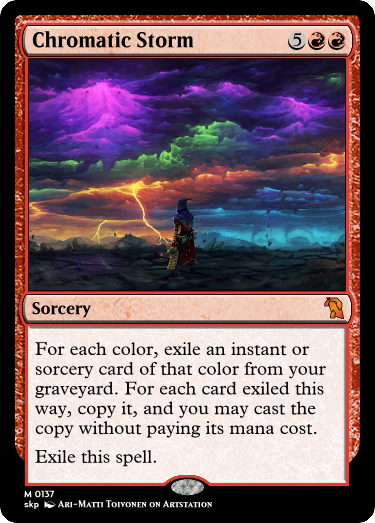 Chromatic Storm 5
Sorcery
For each color, exile an instant or
sorcery card of that color from your
graveyard. For each card exiled this
way, copy it, and you may cast the
copy without paying its mana cost.
Exile this spell.
M 0137
skp Ari-Matti Toivonen on Artstation